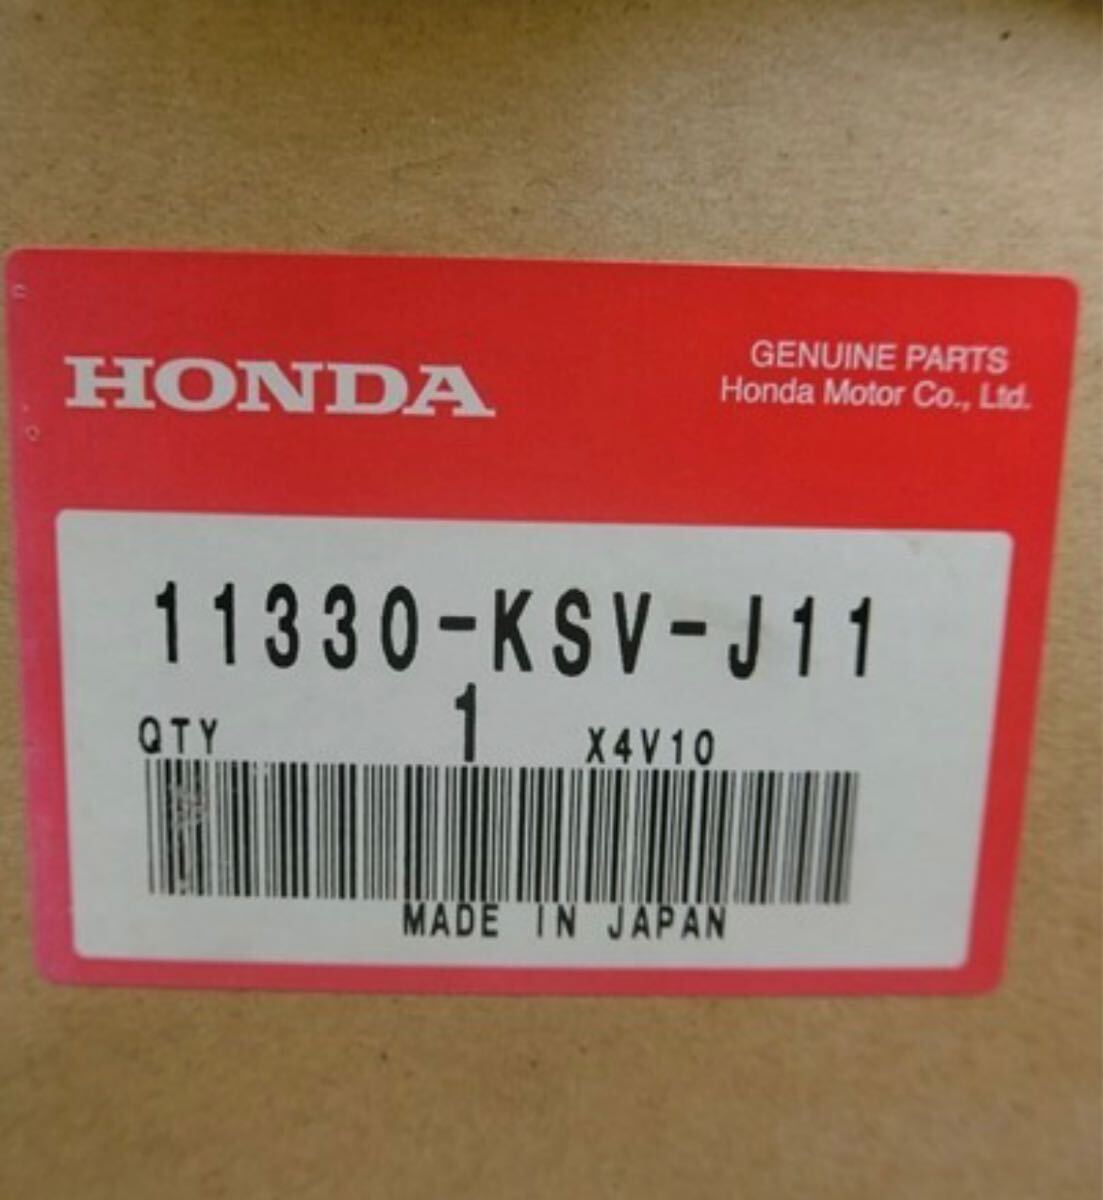 HONDA
GENUINE PARTS
Honda Motor Co., Ltd.
11330-KSV-J11
QTY 1 X4V10
MADE IN JAPAN